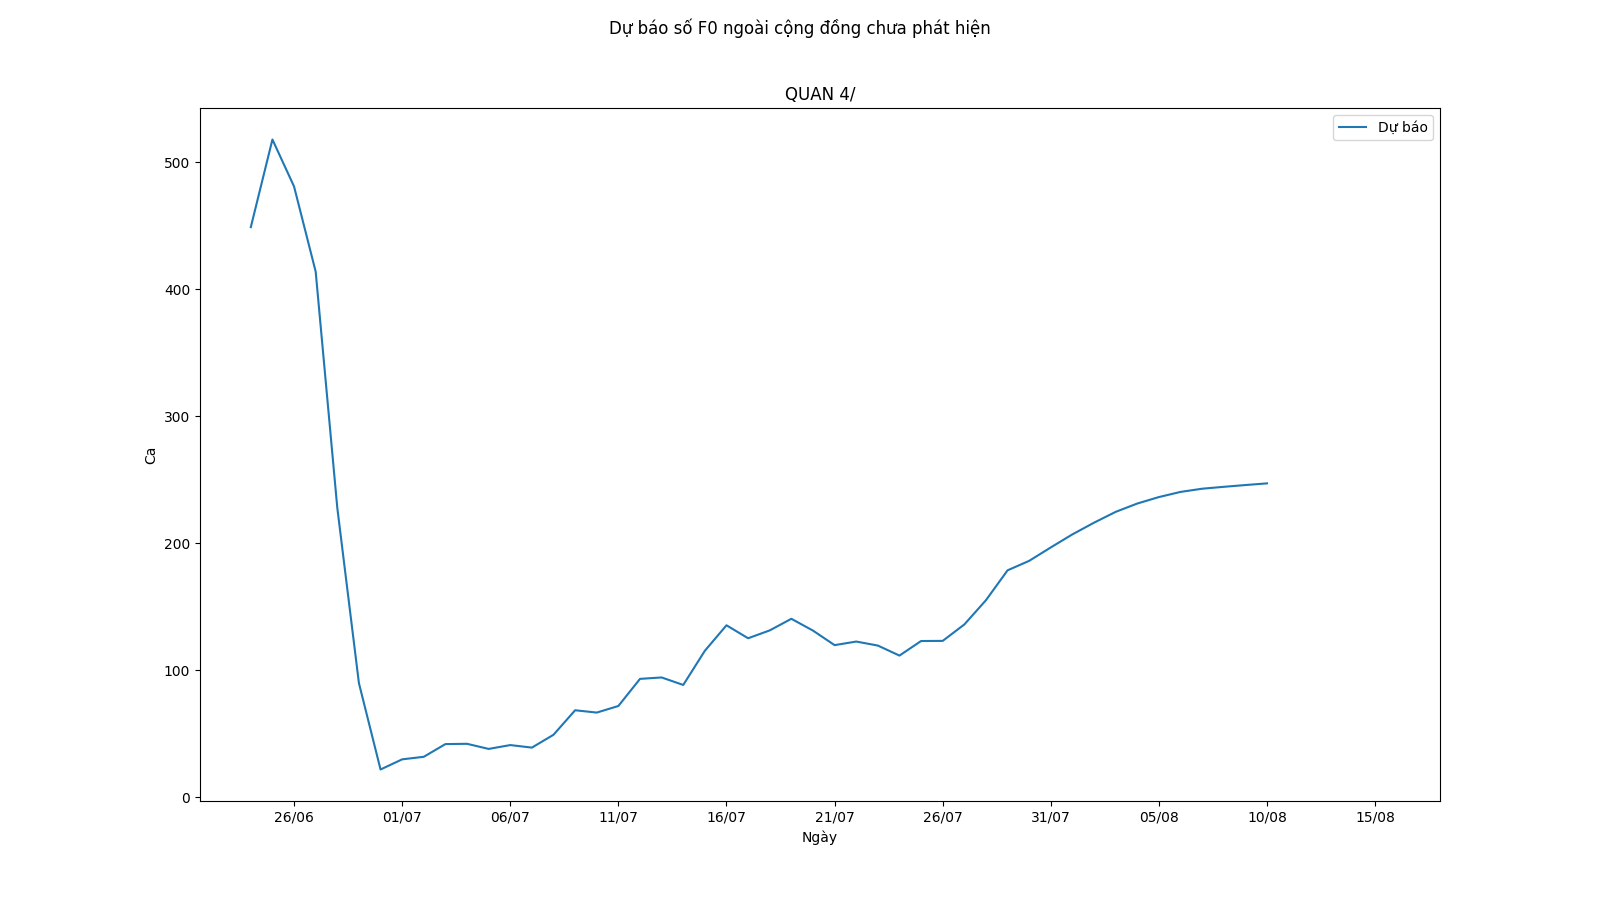 Dự báo số F0 ngoài cộng đồng chưa phát hiện
QUAN 4/
Dự báo
500
400
300
200
100
0
Ca
26/06 01/07 06/07 11/07 16/07 21/07 26/07 31/07 05/08 10/08 15/08
Ngày